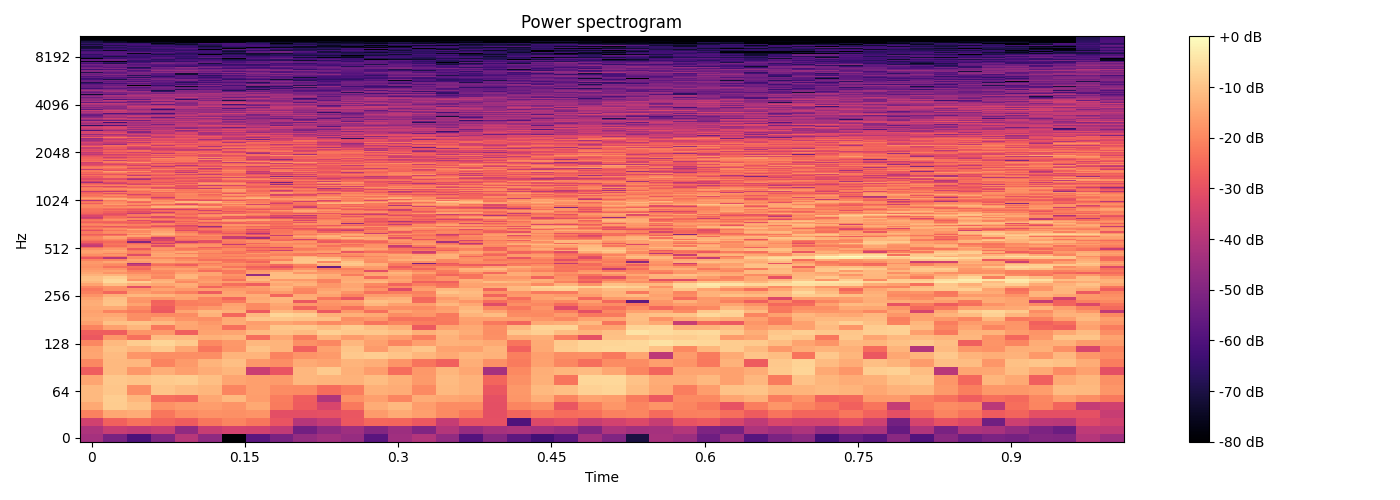 Power spectrogram
Hz
8192
4096
2048
1024
512
256
128
64
0
0 0.15 0.3 0.45 0.6 0.75 0.9
Time
+0 dB
-10 dB
-20 dB
-30 dB
-40 dB
-50 dB
-60 dB
-70 dB
-80 dB